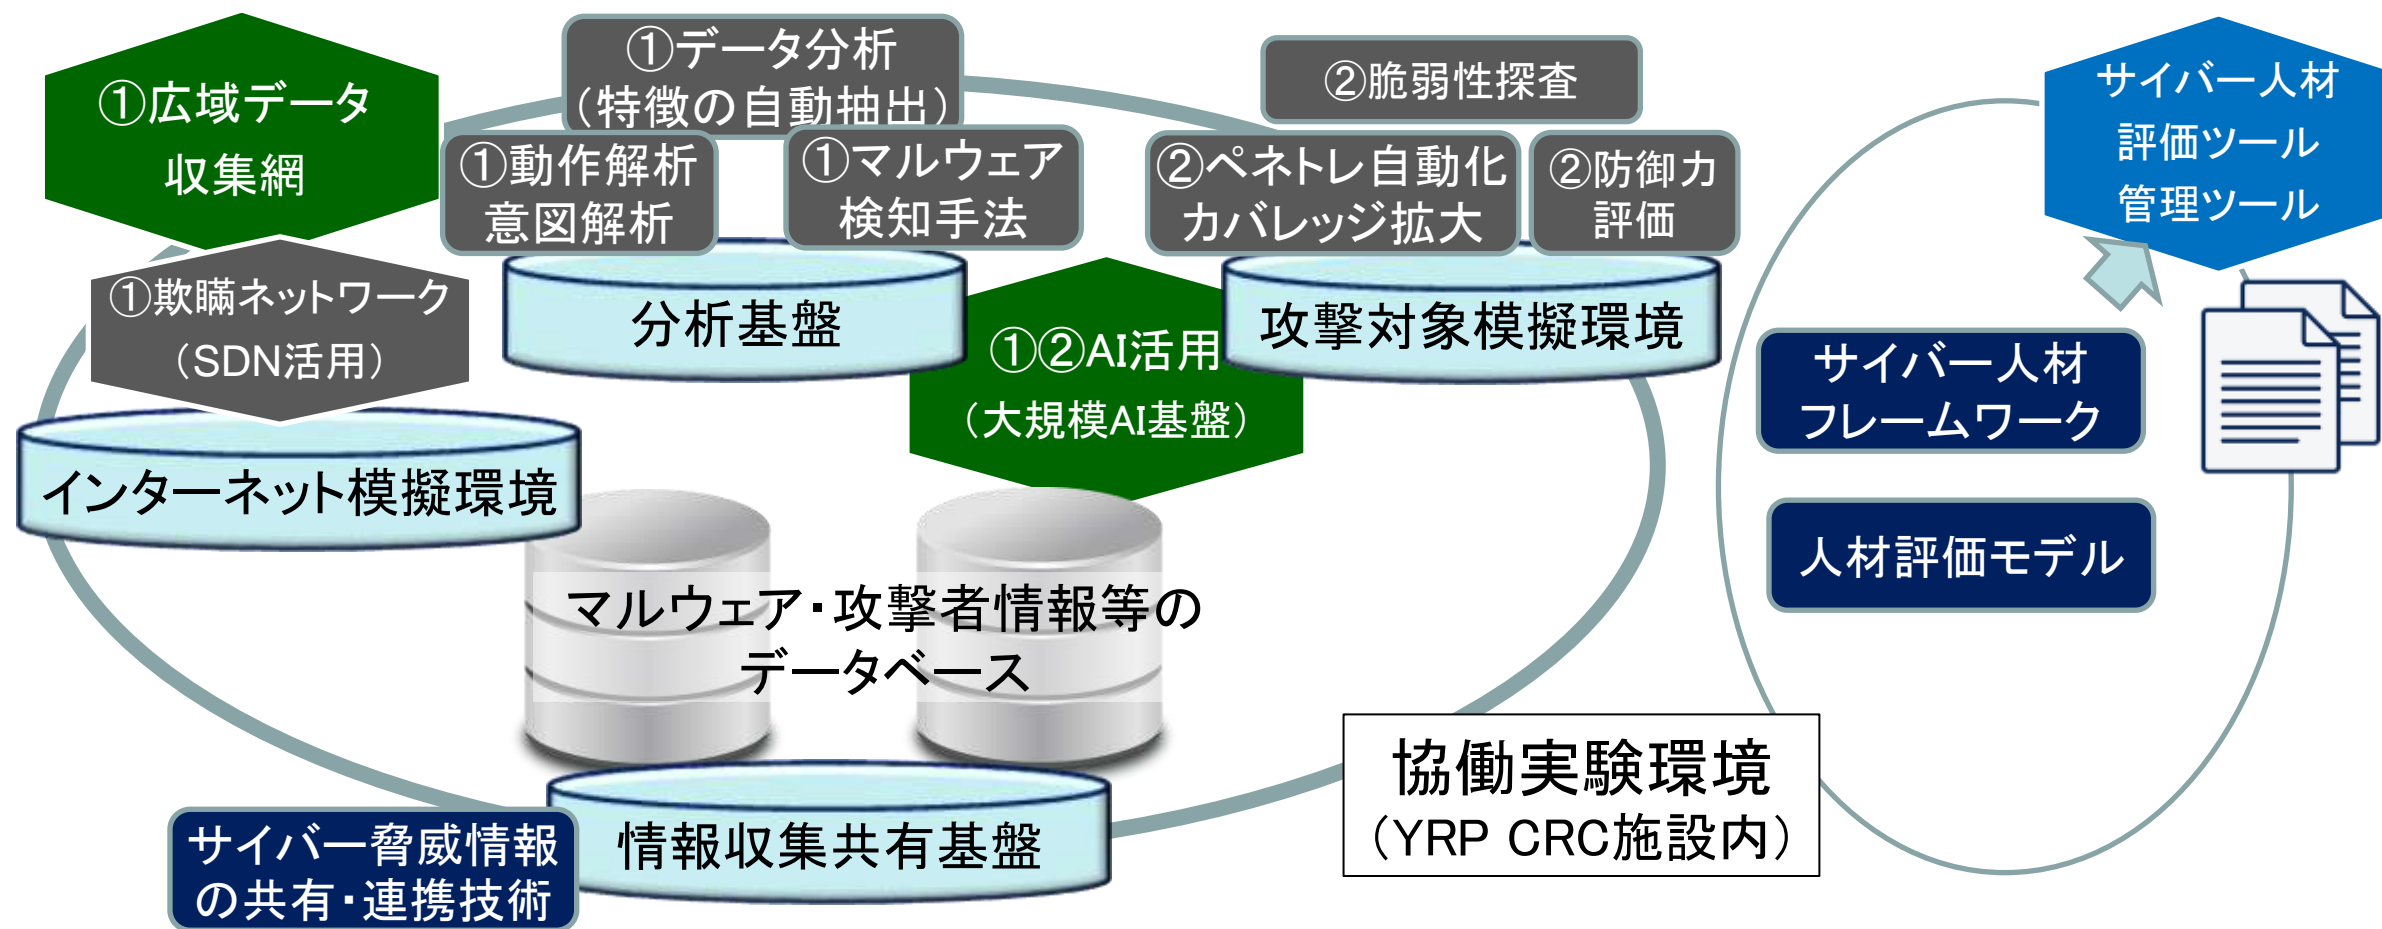 ①広域データ
収集網
①欺瞞ネットワーク
（SDN活用）
インターネット模擬環境
①データ分析
（特徴の自動抽出）
①動作解析
意図解析
①マルウェア
検知手法
分析基盤
①②AI活用
（大規模AI基盤）
②脆弱性探査
②ペネトレ自動化
カバレッジ拡大
②防御力
評価
攻撃対象模擬環境
マルウェア・攻撃者情報等の
データベース
サイバー脅威情報
の共有・連携技術
情報収集共有基盤
協働実験環境
（YRP CRC施設内）
サイバー人材
評価ツール
管理ツール
サイバー人材
フレームワーク
人材評価モデル